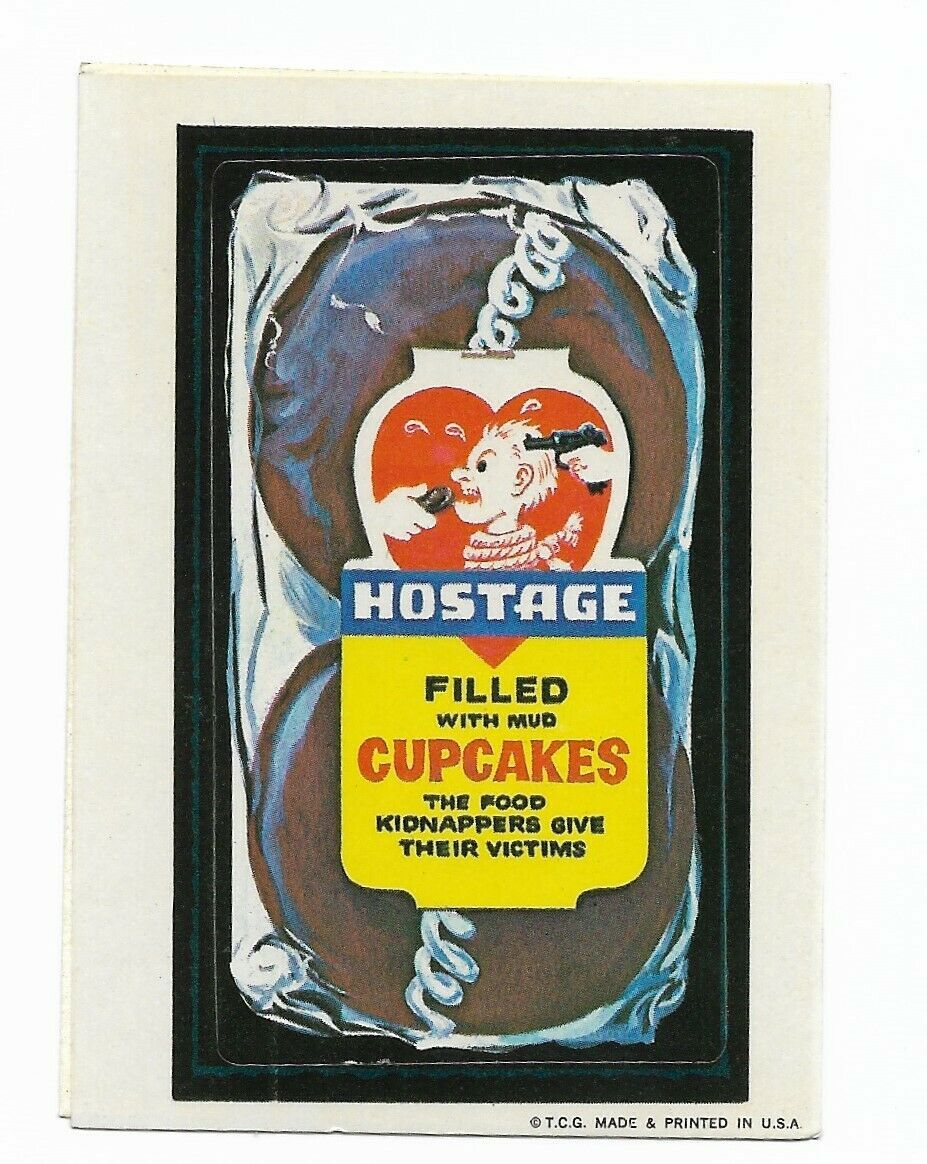 HOSTAGE
FILLED
WITH MUD
CUPCAKES
THE FOOD
KIDNAPPERS GIVE
THEIR VICTIMS
© T.C.G. MADE & PRINTED IN U.S.A.